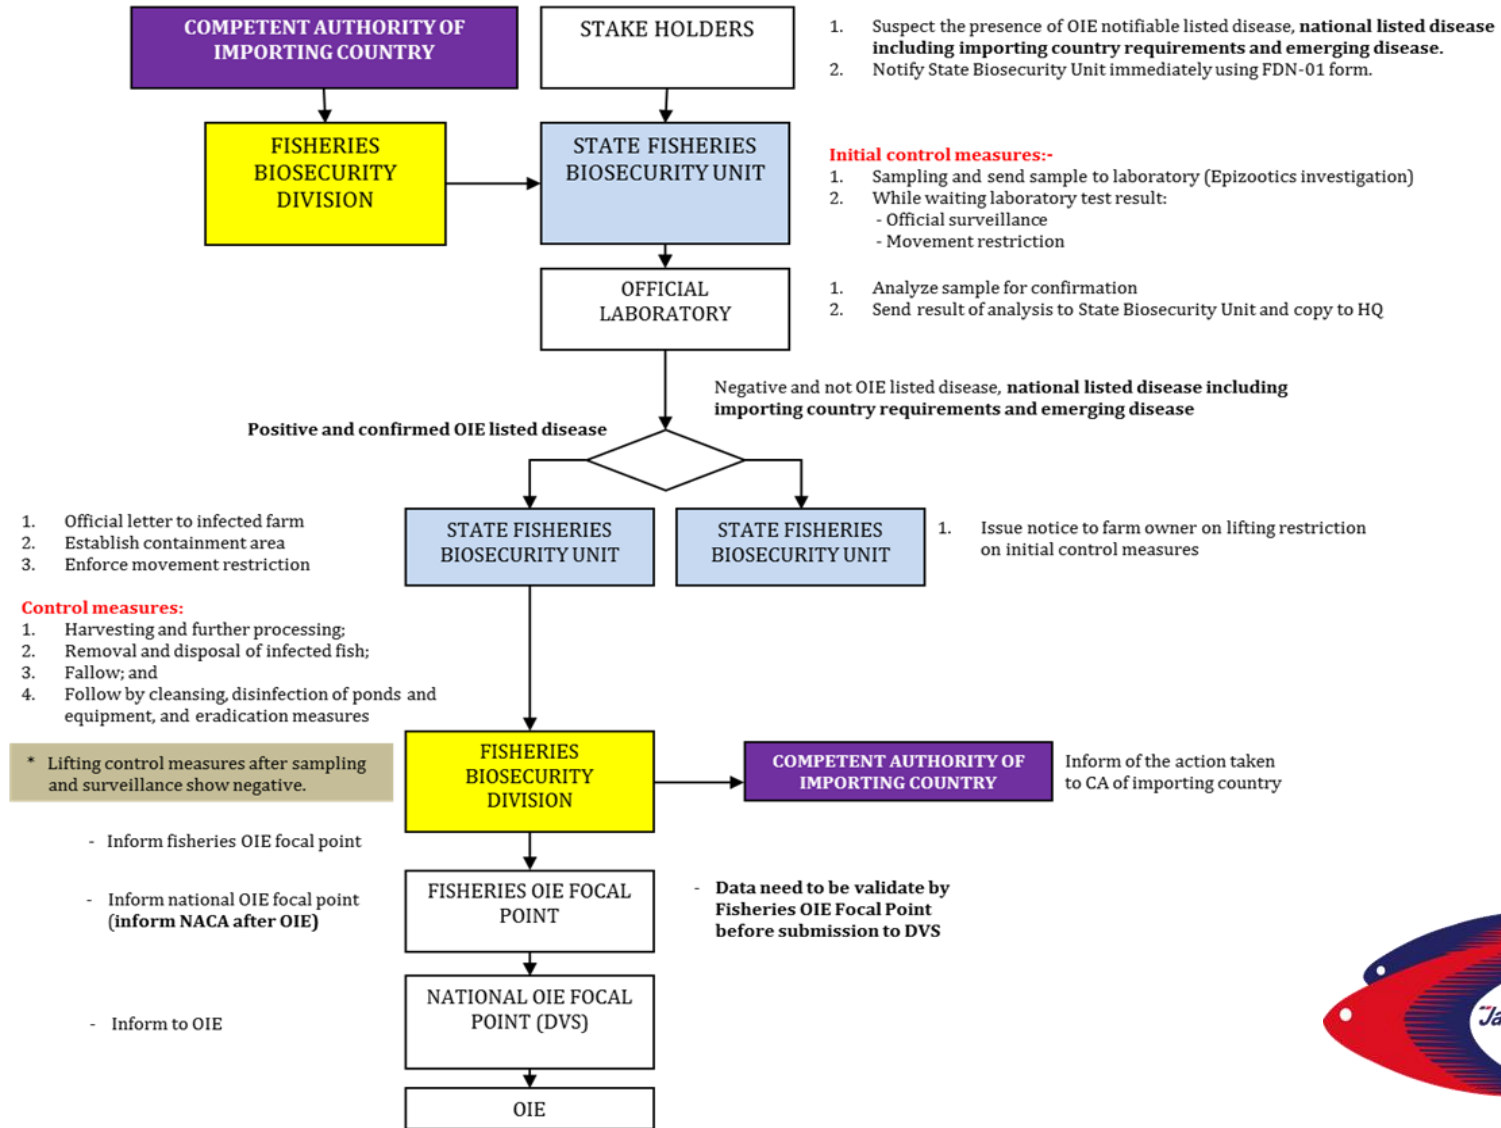 COMPETENT AUTHORITY OF
IMPORTING COUNTRY
STAKE HOLDERS
1. Suspect the presence of OIE notifiable listed disease, national listed disease
including importing country requirements and emerging disease.
2. Notify State Biosecurity Unit immediately using FDN-01 form.
FISHERIES
BIOSECURITY
DIVISION
STATE FISHERIES
BIOSECURITY UNIT
Initial control measures:-
1. Sampling and send sample to laboratory (Epizootics investigation)
2. While waiting laboratory test result:
- Official surveillance
- Movement restriction
OFFICIAL
LABORATORY
1. Analyze sample for confirmation
2. Send result of analysis to State Biosecurity Unit and copy to HQ
Negative and not OIE listed disease, national listed disease including
importing country requirements and emerging disease
Positive and confirmed OIE listed disease
1. Official letter to infected farm
2. Establish containment area
3. Enforce movement restriction
STATE FISHERIES
BIOSECURITY UNIT
STATE FISHERIES
BIOSECURITY UNIT
1. Issue notice to farm owner on lifting restriction
on initial control measures
Control measures:
1. Harvesting and further processing;
2. Removal and disposal of infected fish;
3. Fallow; and
4. Follow by cleansing, disinfection of ponds and
equipment, and eradication measures
* Lifting control measures after sampling
and surveillance show negative.
FISHERIES
BIOSECURITY
DIVISION
COMPETENT AUTHORITY OF
IMPORTING COUNTRY
Inform of the action taken
to CA of importing country
- Inform fisheries OIE focal point
- Inform national OIE focal point
(inform NACA after OIE)
FISHERIES OIE FOCAL
POINT
- Data need to be validate by
Fisheries OIE Focal Point
before submission to DVS
- Inform to OIE
NATIONAL OIE FOCAL
POINT (DVS)
OIE